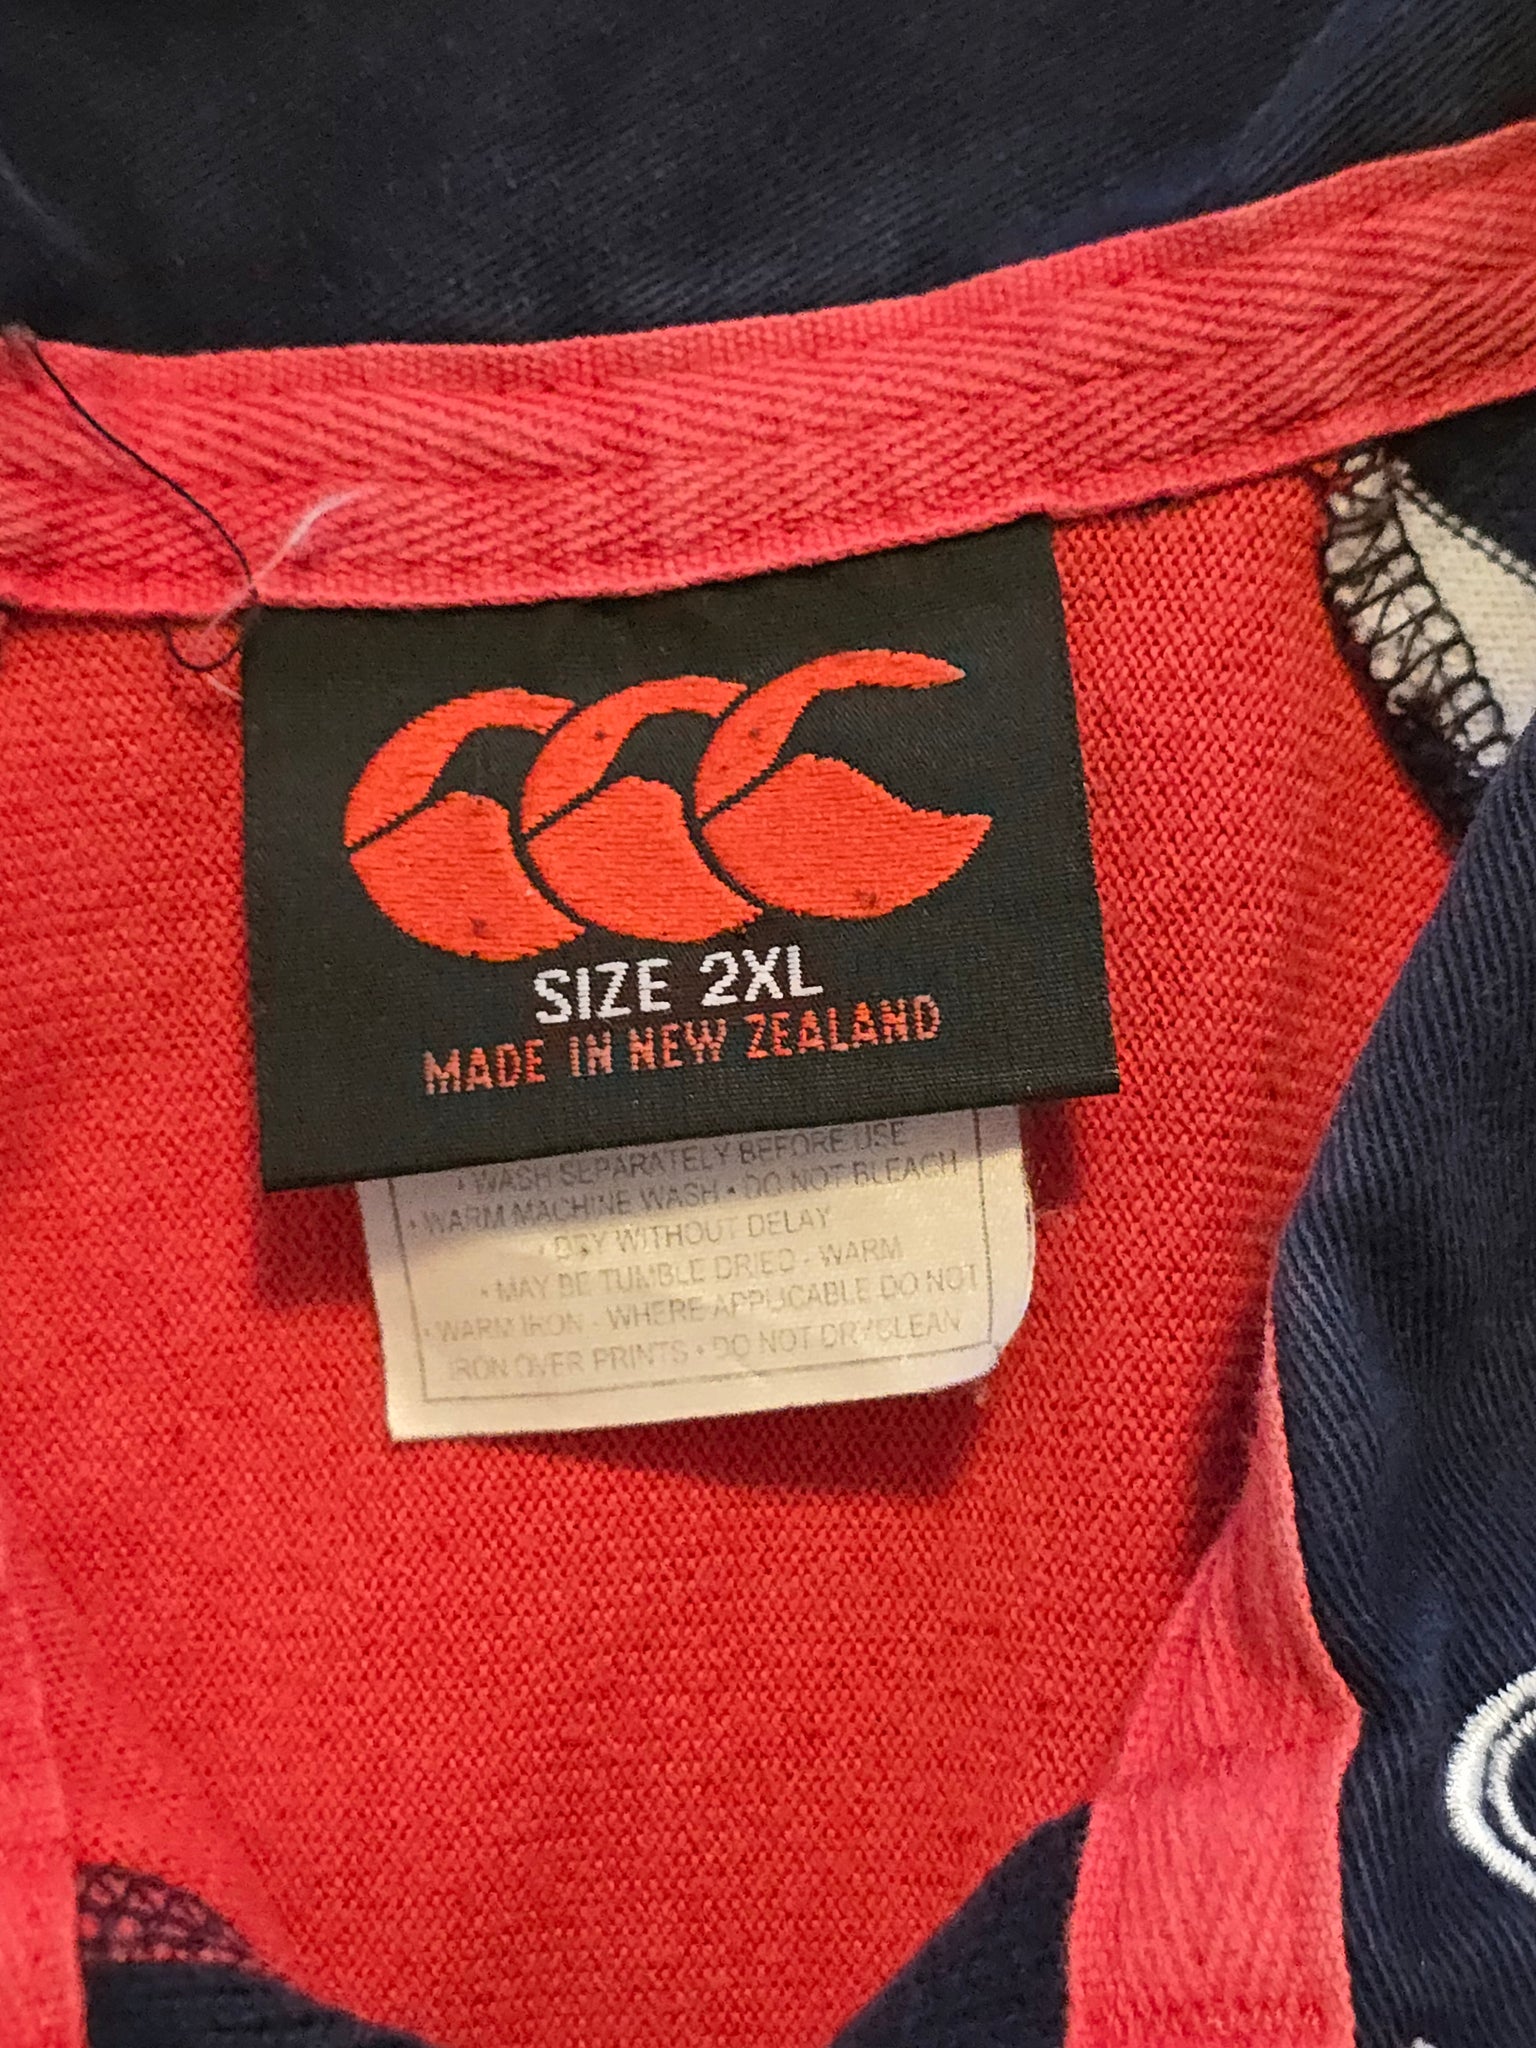 SIZE 2XL
MADE IN NEW ZEALAND
• WASH SEPARATELY BEFORE USE
• WARM MACHINE WASH • DO NOT BLEACH
• DRY WITHOUT DELAY
• MAY BE TUMBLE DRIED - WARM
• WARM IRON - WHERE APPLICABLE DO NOT
IRON OVER PRINTS • DO NOT DRYCLEAN